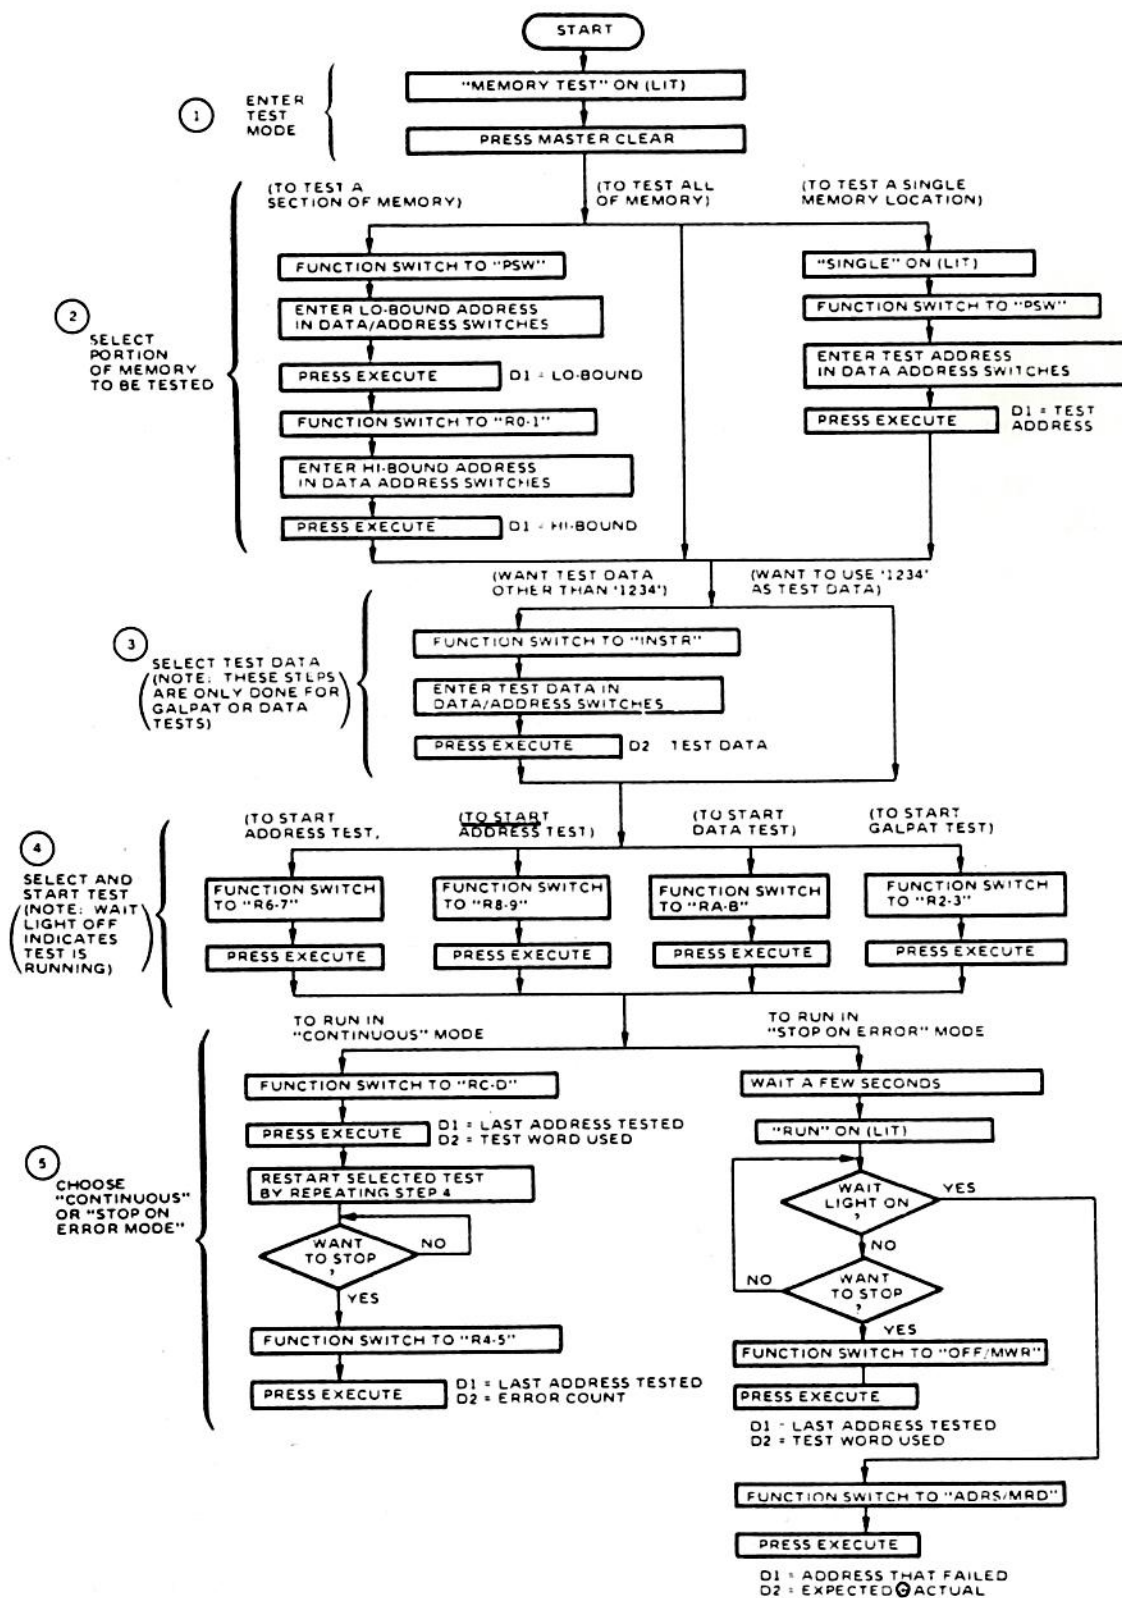 START
"MEMORY TEST" ON (LIT)
PRESS MASTER CLEAR
1
ENTER
TEST
MODE
(TO TEST A
SECTION OF MEMORY)
(TO TEST ALL
OF MEMORY)
(TO TEST A SINGLE
MEMORY LOCATION)
2
SELECT
PORTION
OF MEMORY
TO BE TESTED
FUNCTION SWITCH TO "PSW"
ENTER LO-BOUND ADDRESS
IN DATA/ADDRESS SWITCHES
PRESS EXECUTE
D1 = LO-BOUND
FUNCTION SWITCH TO "R0-1"
ENTER HI-BOUND ADDRESS
IN DATA ADDRESS SWITCHES
PRESS EXECUTE
D1 = HI-BOUND
"SINGLE" ON (LIT)
FUNCTION SWITCH TO "PSW"
ENTER TEST ADDRESS
IN DATA ADDRESS SWITCHES
PRESS EXECUTE
D1 = TEST
ADDRESS
(WANT TEST DATA
OTHER THAN '1234')
(WANT TO USE '1234'
AS TEST DATA)
3
SELECT TEST DATA
(NOTE: THESE STEPS
ARE ONLY DONE FOR
GALPAT OR DATA
TESTS)
FUNCTION SWITCH TO "INSTR"
ENTER TEST DATA IN
DATA/ADDRESS SWITCHES
PRESS EXECUTE
D2 TEST DATA
4
SELECT AND
START TEST
(NOTE: WAIT
LIGHT OFF
INDICATES
TEST IS
RUNNING)
(TO START
ADDRESS TEST,
(TO START
ADDRESS TEST)
(TO START
DATA TEST)
(TO START
GALPAT TEST)
FUNCTION SWITCH
TO "R6-7"
FUNCTION SWITCH
TO "R8-9"
FUNCTION SWITCH
TO "RA-B"
FUNCTION SWITCH
TO "R2-3"
PRESS EXECUTE
PRESS EXECUTE
PRESS EXECUTE
PRESS EXECUTE
TO RUN IN
"CONTINUOUS" MODE
TO RUN IN
"STOP ON ERROR" MODE
5
CHOOSE
"CONTINUOUS"
OR "STOP ON
ERROR MODE"
FUNCTION SWITCH TO "RC-D"
PRESS EXECUTE
D1 = LAST ADDRESS TESTED
D2 = TEST WORD USED
RESTART SELECTED TEST
BY REPEATING STEP 4
WANT
TO STOP
?
NO
YES
FUNCTION SWITCH TO "R4-5"
PRESS EXECUTE
D1 = LAST ADDRESS TESTED
D2 = ERROR COUNT
WAIT A FEW SECONDS
"RUN" ON (LIT)
WAIT
LIGHT ON
?
YES
NO
WANT
TO STOP
?
NO
YES
FUNCTION SWITCH TO "OFF/MWR"
PRESS EXECUTE
D1 - LAST ADDRESS TESTED
D2 = TEST WORD USED
FUNCTION SWITCH TO "ADRS/MRD"
PRESS EXECUTE
D1 = ADDRESS THAT FAILED
D2 = EXPECTED ACTUAL